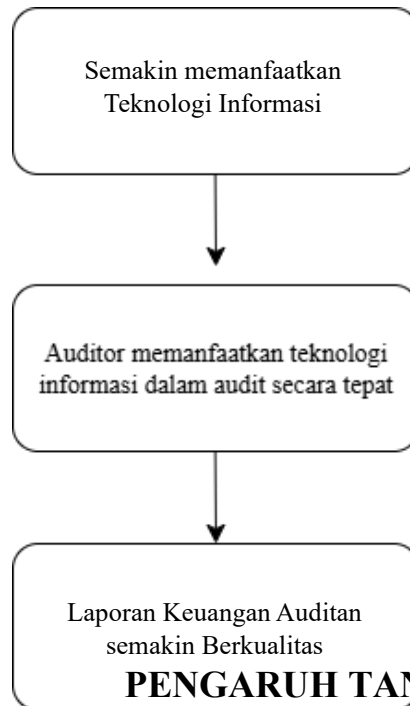 Semakin memanfaatkan
Teknologi Informasi
Auditor memanfaatkan teknologi
informasi dalam audit secara tepat
Laporan Keuangan Auditan
semakin Berkualitas
PENGARUH